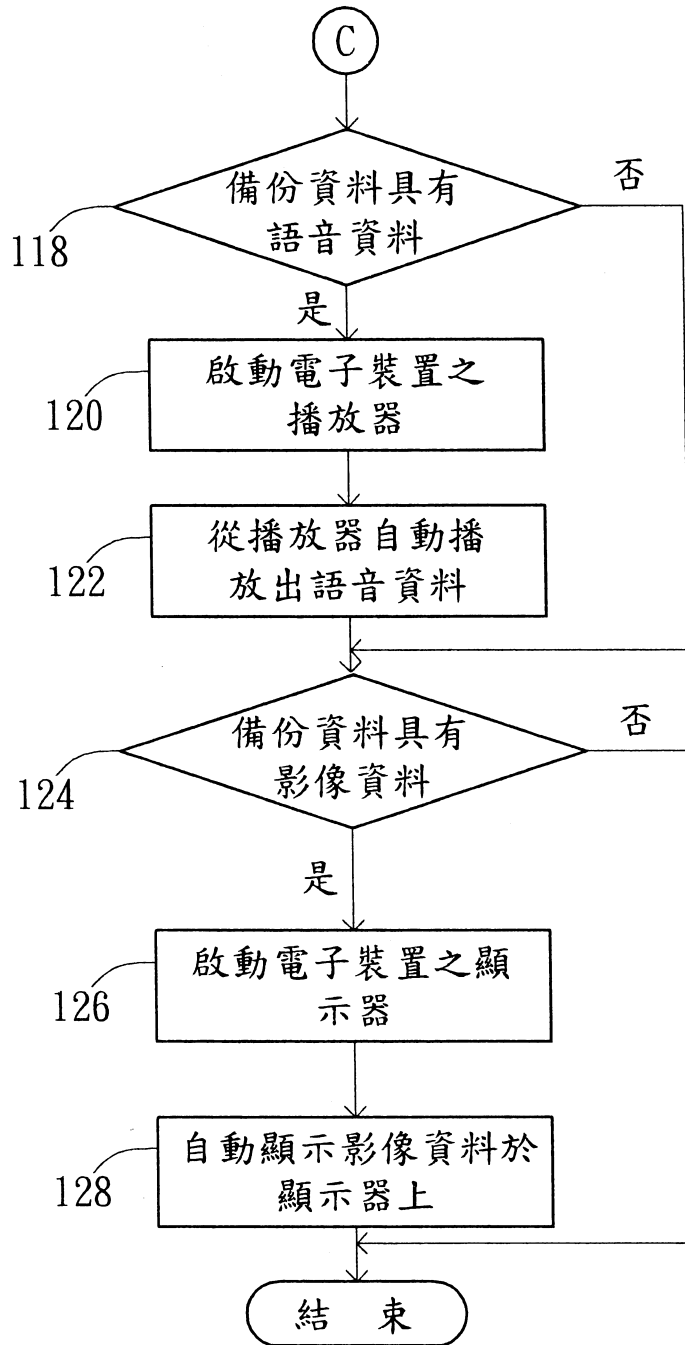 C
備份資料具有
語音資料
否
118
是
啟動電子裝置之
播放器
120
從播放器自動播
放出語音資料
122
備份資料具有
影像資料
否
124
是
啟動電子裝置之顯
示器
126
自動顯示影像資料於
顯示器上
128
結 束